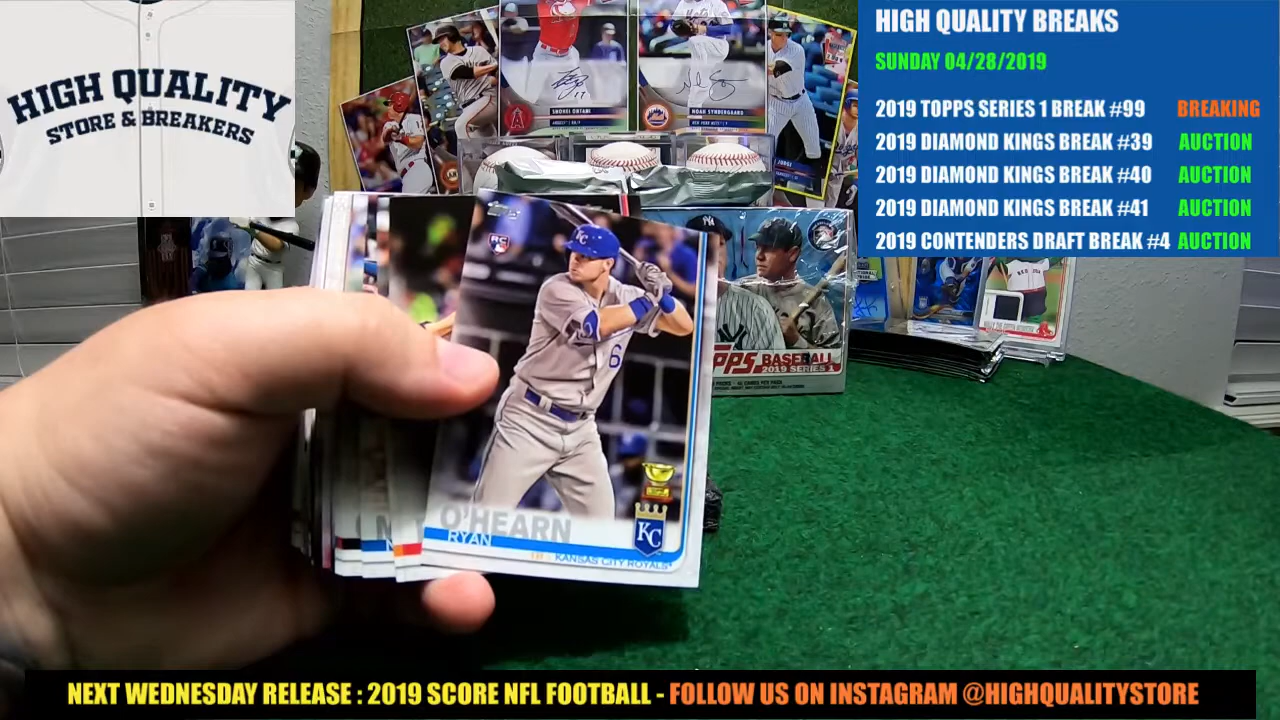 HIGH QUALITY
STORE & BREAKERS
HIGH QUALITY BREAKS
SUNDAY 04/28/2019
2019 TOPPS SERIES 1 BREAK #99 BREAKING
2019 DIAMOND KINGS BREAK #39 AUCTION
2019 DIAMOND KINGS BREAK #40 AUCTION
2019 DIAMOND KINGS BREAK #41 AUCTION
2019 CONTENDERS DRAFT BREAK #4 AUCTION
SHOHEI OHTANI
NOAH SYNDERGAARD
RC
KC
6
O'HEARN
RYAN
1B KANSAS CITY ROYALS
KC
PPS BASEBALL
2019 SERIES 1
NEXT WEDNESDAY RELEASE : 2019 SCORE NFL FOOTBALL - FOLLOW US ON INSTAGRAM @HIGHQUALITYSTORE